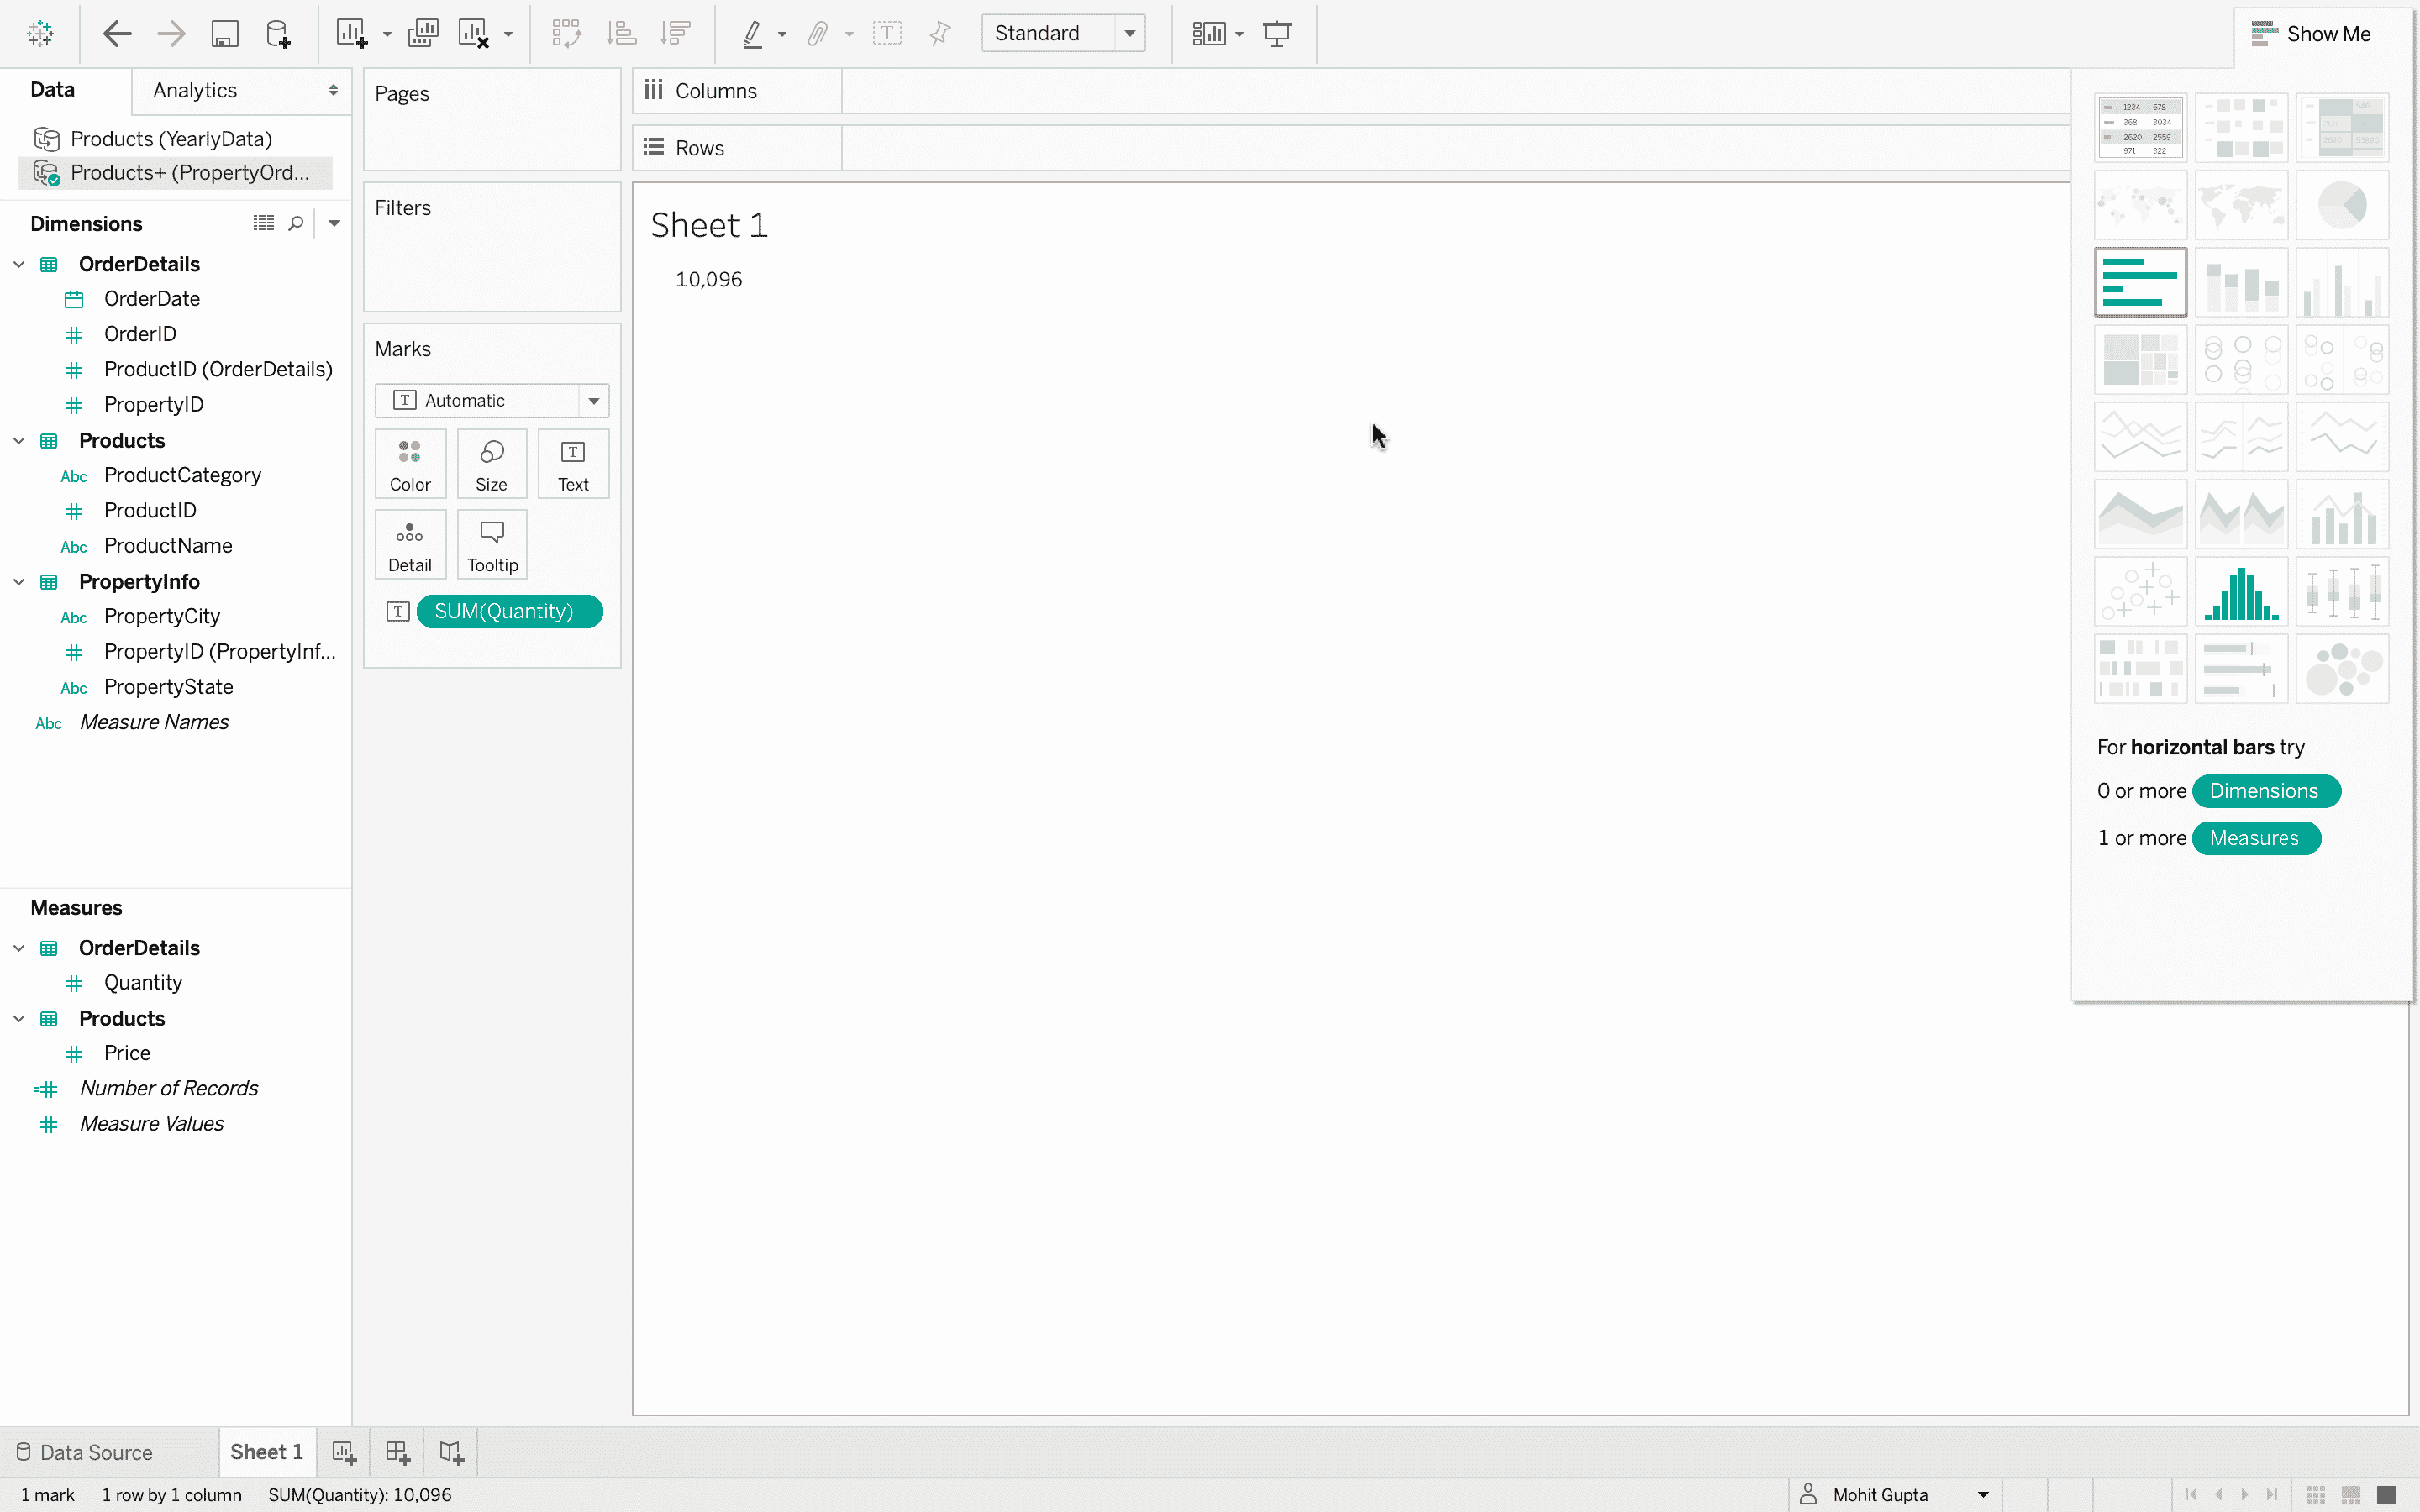 Standard
Show Me
Data
Analytics
Products (YearlyData)
Products+ (PropertyOrd...
Dimensions
OrderDetails
OrderDate
OrderID
ProductID (OrderDetails)
PropertyID
Products
Abc ProductCategory
ProductID
Abc ProductName
PropertyInfo
Abc PropertyCity
PropertyID (PropertyInf...
Abc PropertyState
Abc Measure Names
Measures
OrderDetails
Quantity
Products
Price
=# Number of Records
Measure Values
Pages
Filters
Marks
T Automatic
Color Size T Text
Detail Tooltip
T SUM(Quantity)
Columns
Rows
Sheet 1
10,096
1234 678
368 3034
2620 2559
971 322
For horizontal bars try
0 or more Dimensions
1 or more Measures
Data Source Sheet 1
1 mark 1 row by 1 column SUM(Quantity): 10,096
Mohit Gupta